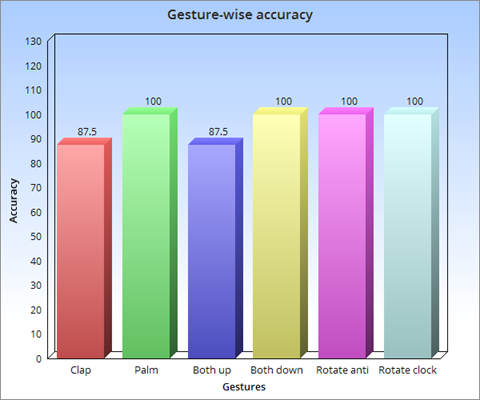 Gesture-wise accuracy
130
120
110
100
90
80
70
60
50
40
30
20
10
0
Accuracy
87.5
100
87.5
100
100
100
Clap
Palm
Both up
Both down
Rotate anti
Rotate clock
Gestures